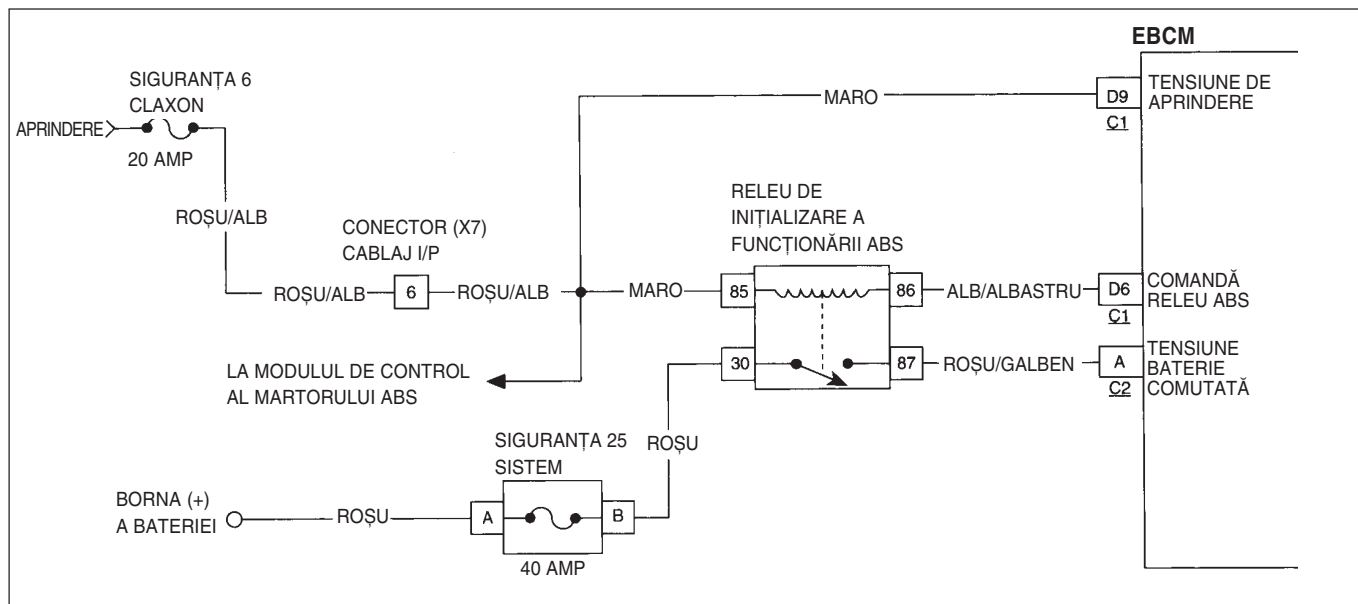 EBCM
SIGURANȚA 6
CLAXON
APRINDERE
20 AMP
MARO
D9
C1
TENSIUNE DE
APRINDERE
ROȘU/ALB
CONECTOR (X7)
CABLAJ I/P
RELEU DE
INIȚIALIZARE A
FUNCȚIONĂRII ABS
ROȘU/ALB
6
ROȘU/ALB
MARO
85
86
ALB/ALBASTRU
D6
C1
COMANDĂ
RELEU ABS
30
87
ROȘU/GALBEN
A
C2
TENSIUNE
BATERIE
COMUTATĂ
LA MODULUL DE CONTROL
AL MARTORULUI ABS
SIGURANȚA 25
SISTEM
ROȘU
BORNA (+)
A BATERIEI
ROȘU
A
B
40 AMP